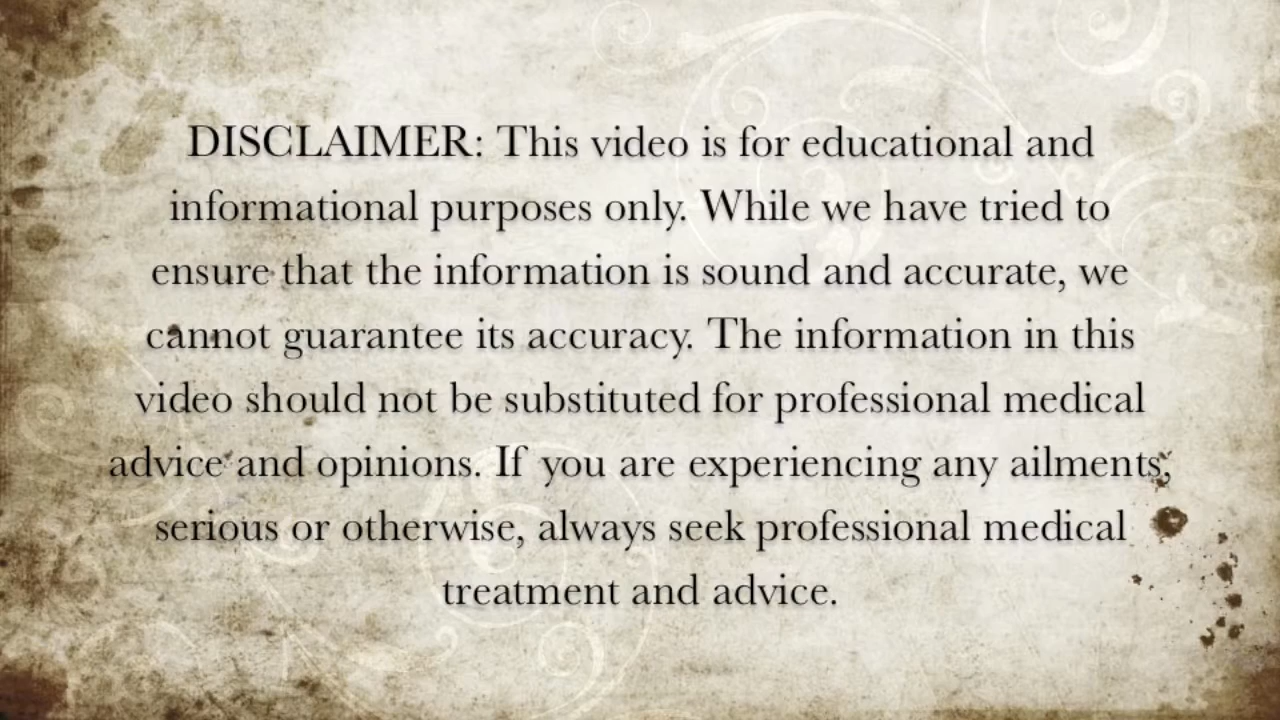 DISCLAIMER: This video is for educational and
informational purposes only. While we have tried to
ensure that the information is sound and accurate, we
cannot guarantee its accuracy. The information in this
video should not be substituted for professional medical
advice and opinions. If you are experiencing any ailments,
serious or otherwise, always seek professional medical
treatment and advice.